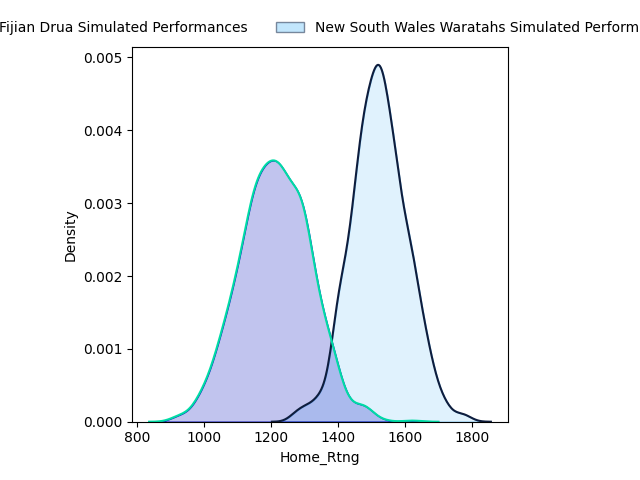 Fijian Drua Simulated Performances
New South Wales Waratahs Simulated Perform
0.005
0.004
0.003
0.002
0.001
0.000
Density
800 1000 1200 1400 1600 1800
Home_Rtng